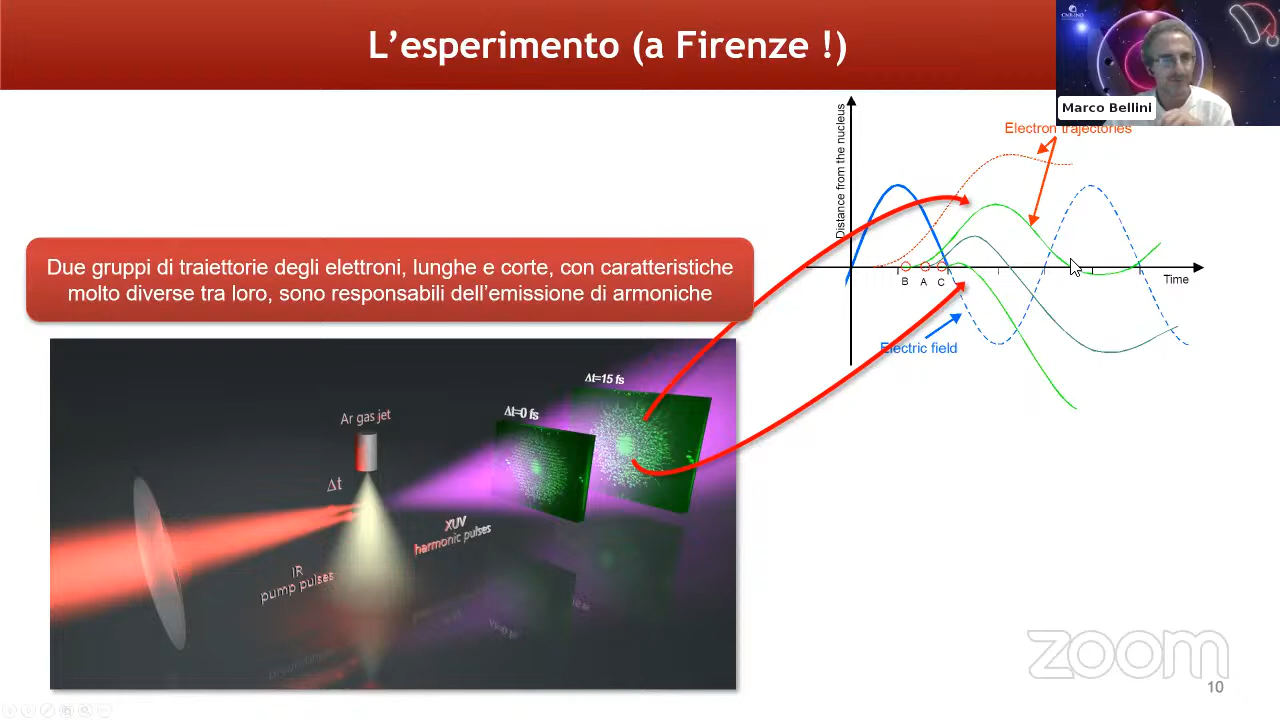 L'esperimento (a Firenze !)
CNR-INO
Marco Bellini
Electron trajectories
Distance from the nucleus
Due gruppi di traiettorie degli elettroni, lunghe e corte, con caratteristiche
molto diverse tra loro, sono responsabili dell'emissione di armoniche
B A C
Time
Electric field
Δt=15 fs
Δt=0 fs
Ar gas jet
Δt
XUV
harmonic pulses
IR
pump pulses
zoom
10